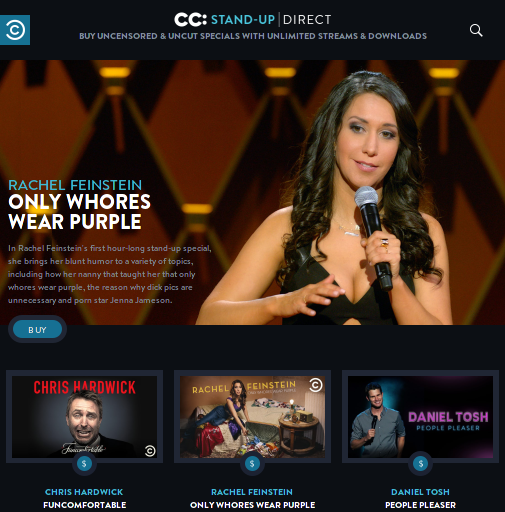 CC: STAND-UP DIRECT
BUY UNCENSORED & UNCUT SPECIALS WITH UNLIMITED STREAMS & DOWNLOADS
RACHEL FEINSTEIN
ONLY WHORES
WEAR PURPLE
In Rachel Feinstein's first hour-long stand-up special,
she brings her blunt humor to a variety of topics,
including how her nanny that taught her that only
whores wear purple, the reason why dick pics are
unnecessary and porn star Jenna Jameson.
BUY
CHRIS HARDWICK
Funcomfortable
RACHEL FEINSTEIN
ONLY WHORES WEAR PURPLE
DANIEL TOSH
PEOPLE PLEASER
$ $ $
CHRIS HARDWICK
FUNCOMFORTABLE
RACHEL FEINSTEIN
ONLY WHORES WEAR PURPLE
DANIEL TOSH
PEOPLE PLEASER